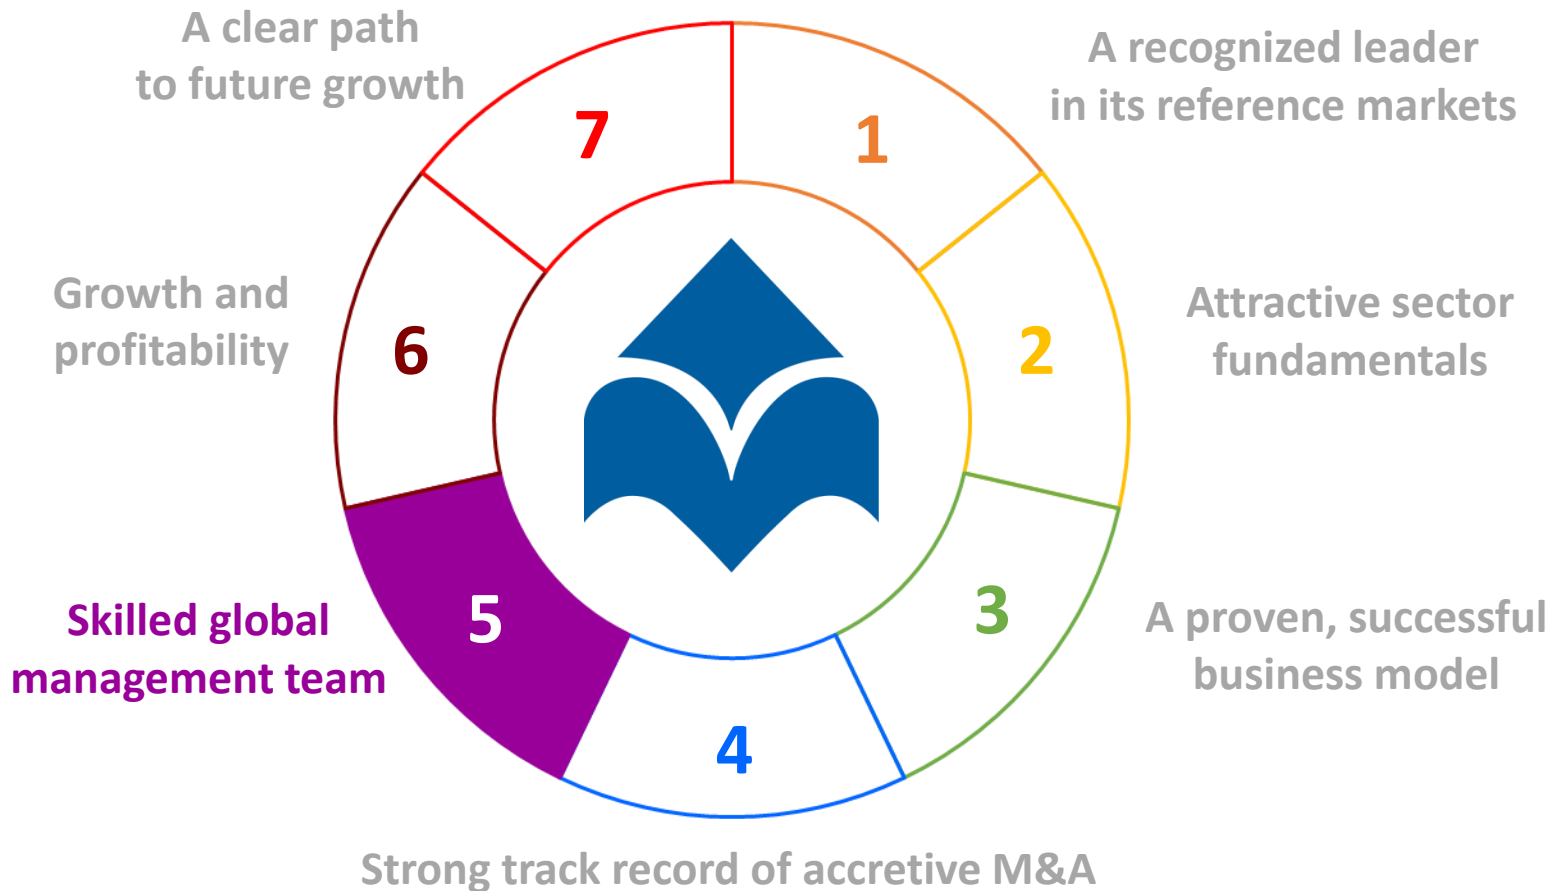 A clear path
to future growth
7
1
A recognized leader
in its reference markets
Growth and
profitability
6
2
Attractive sector
fundamentals
Skilled global
management team
5
3
A proven, successful
business model
4
Strong track record of accretive M&A